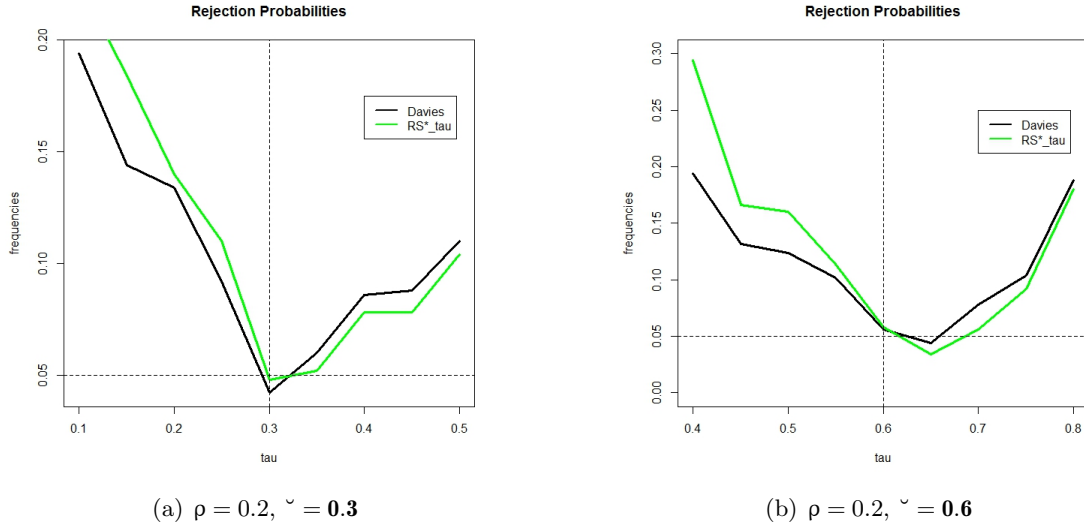 Rejection Probabilities
0.20
0.15
0.10
0.05
frequencies
Davies
RS*_tau
0.1 0.2 0.3 0.4 0.5
tau
(a) ρ = 0.2, ˘ = 0.3
Rejection Probabilities
0.30
0.25
0.20
0.15
0.10
0.05
0.00
frequencies
Davies
RS*_tau
0.4 0.5 0.6 0.7 0.8
tau
(b) ρ = 0.2, ˘ = 0.6